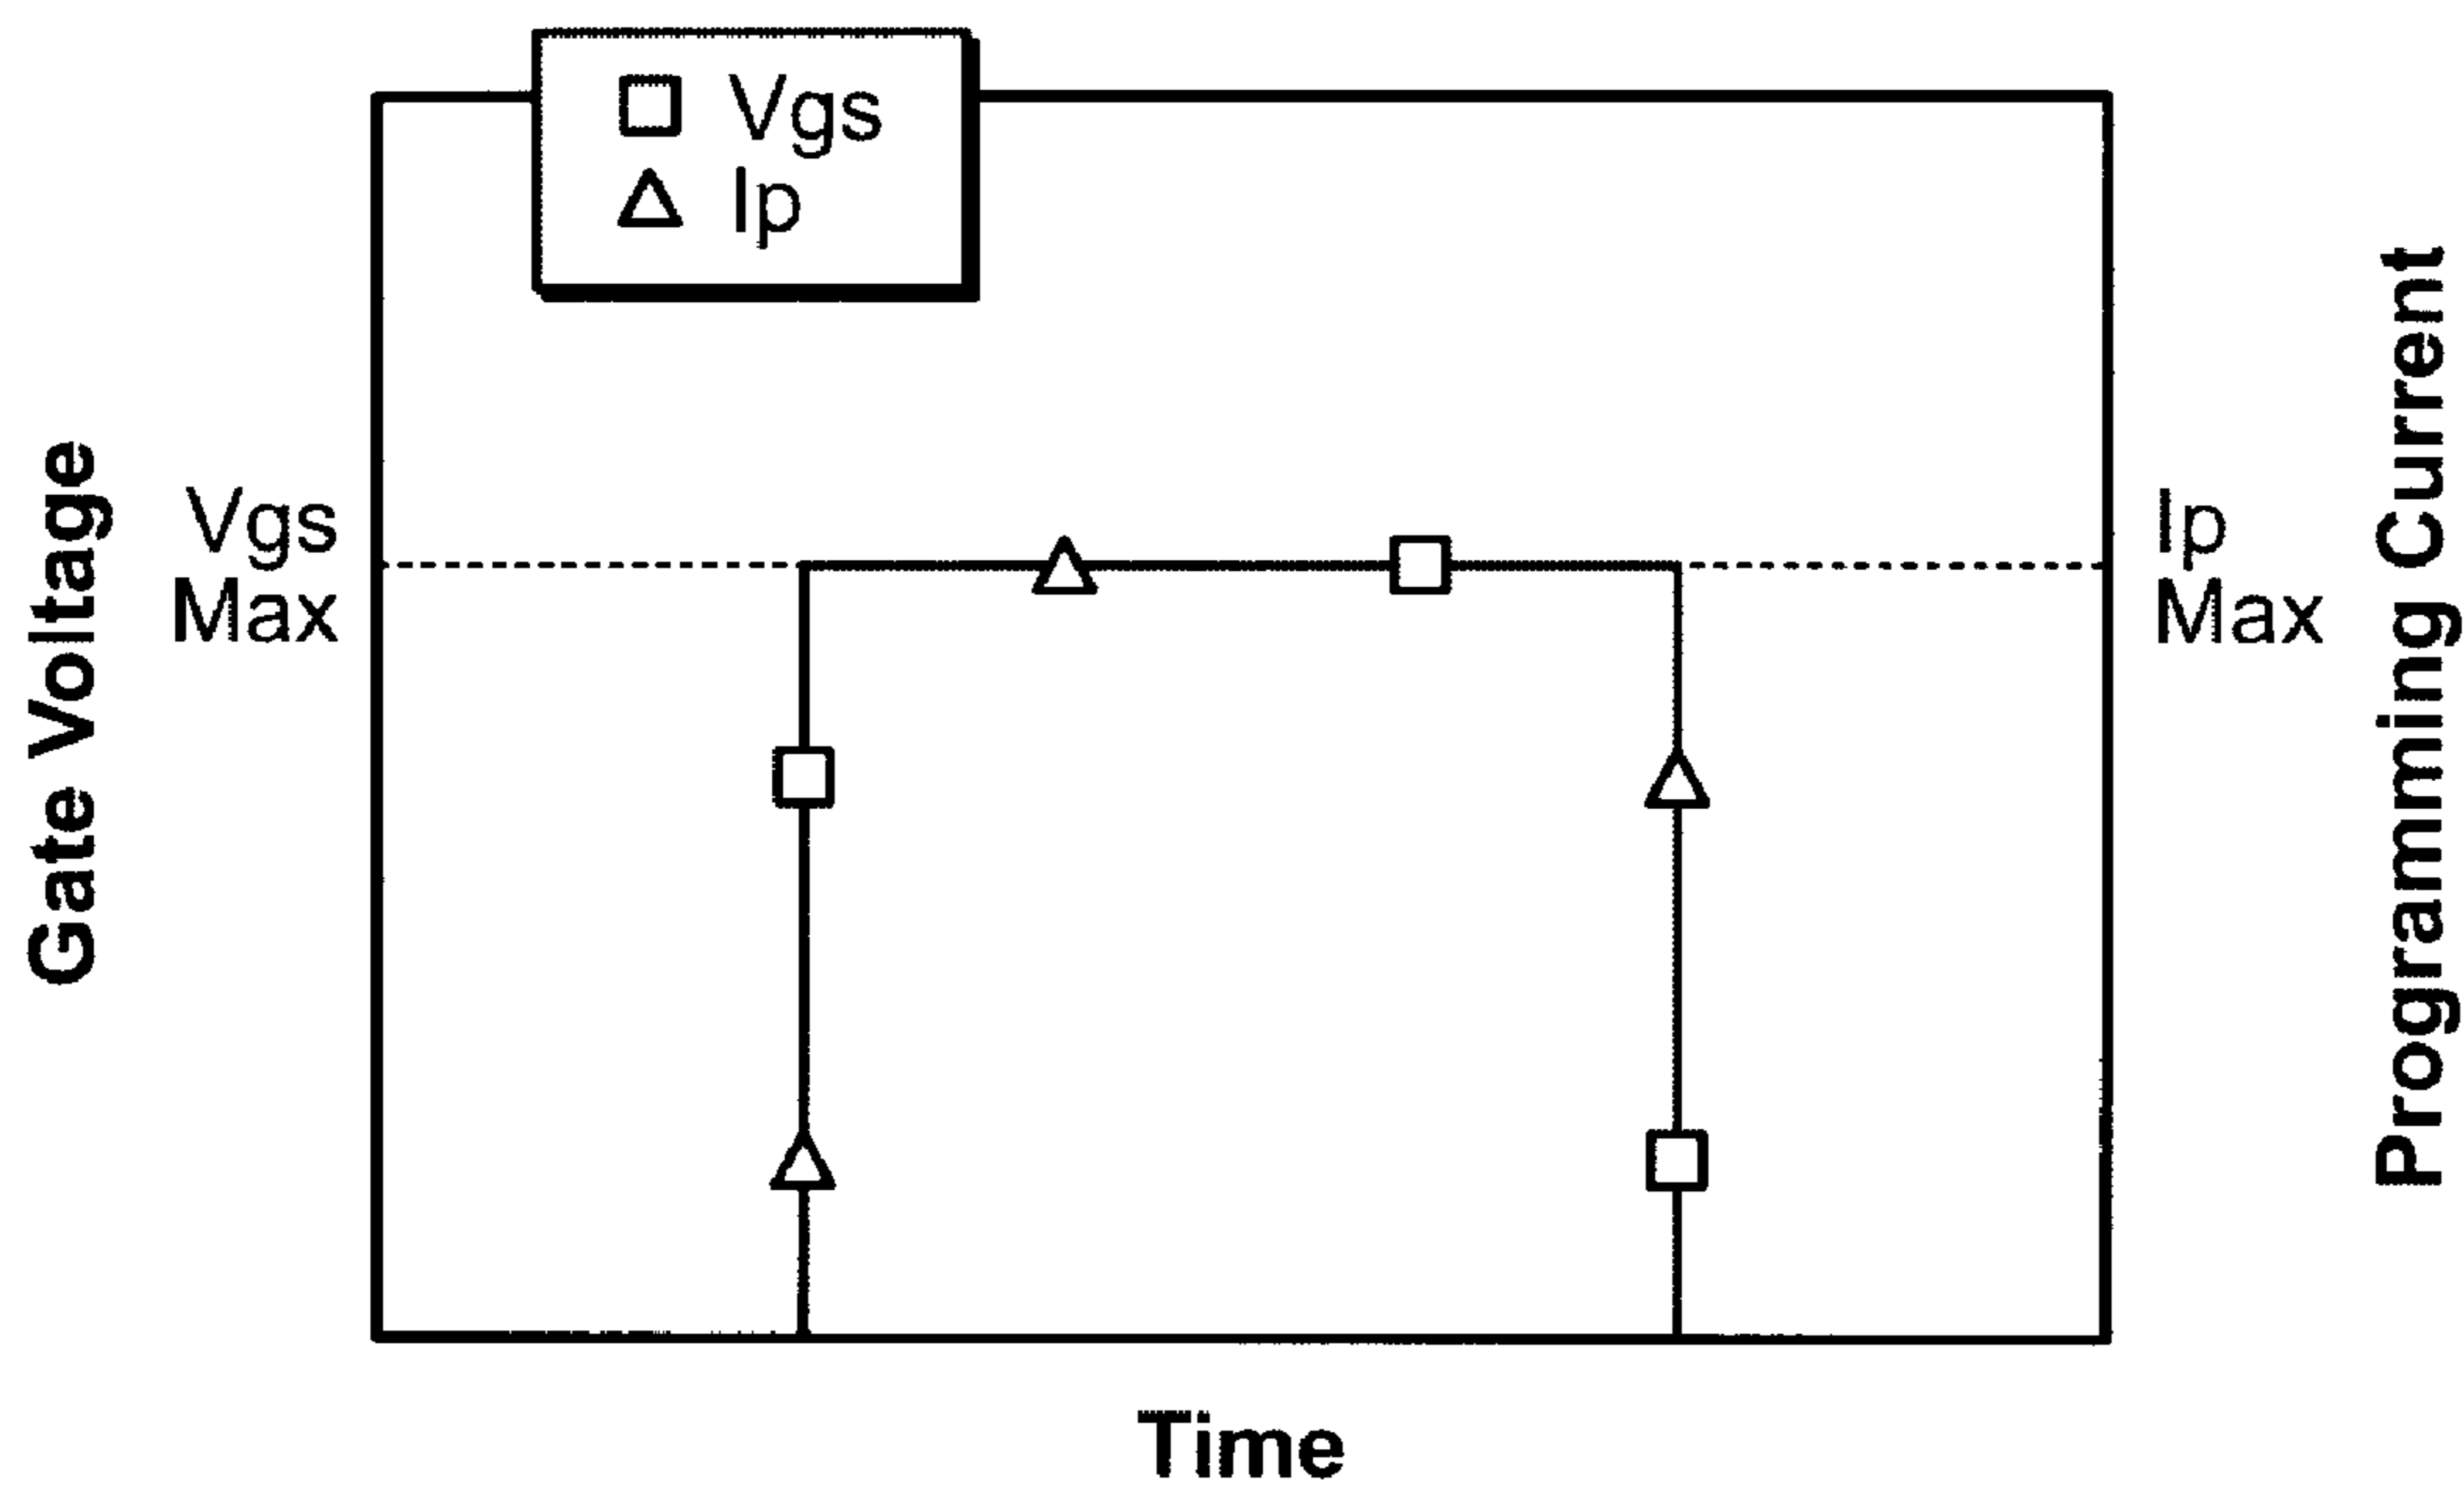 Vgs
Ip
Gate Voltage
Vgs
Max
Ip
Max
Programming Current
Time